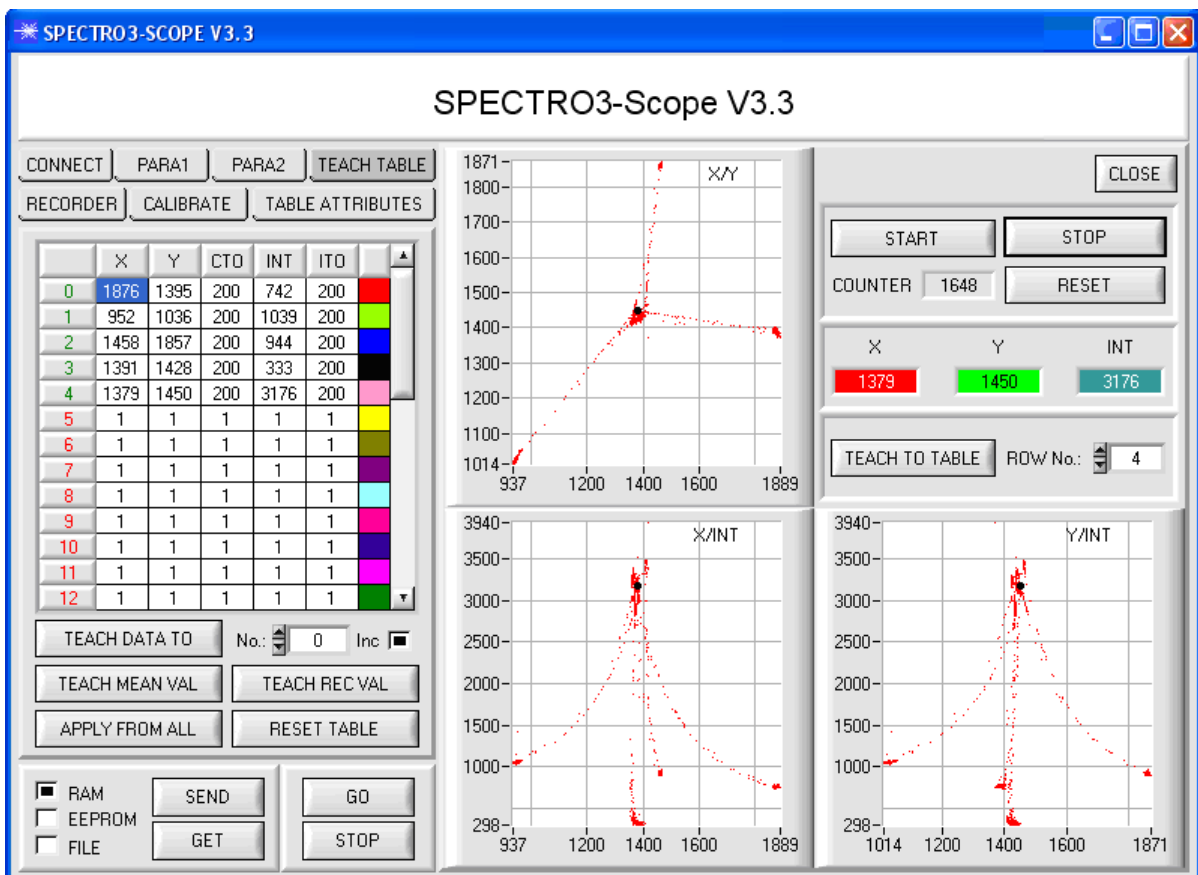 SPECTRO3-SCOPE V3.3
SPECTRO3-Scope V3.3
CONNECT PARA1 PARA2 TEACH TABLE
RECORDER CALIBRATE TABLE ATTRIBUTES
X Y CTO INT ITO
0 1876 1395 200 742 200
1 952 1036 200 1039 200
2 1458 1857 200 944 200
3 1391 1428 200 333 200
4 1379 1450 200 3176 200
5 1 1 1 1 1
6 1 1 1 1 1
7 1 1 1 1 1
8 1 1 1 1 1
9 1 1 1 1 1
10 1 1 1 1 1
11 1 1 1 1 1
12 1 1 1 1 1
TEACH DATA TO No.: 0 Inc
TEACH MEAN VAL TEACH REC VAL
APPLY FROM ALL RESET TABLE
RAM SEND
EEPROM
FILE GET
GO
STOP
X/Y
1871
1800
1700
1600
1500
1400
1300
1200
1100
1014
937 1200 1400 1600 1889
CLOSE
START STOP
COUNTER 1648 RESET
X Y INT
1379 1450 3176
TEACH TO TABLE ROW No.: 4
X/INT
3940
3500
3000
2500
2000
1500
1000
298
937 1200 1400 1600 1889
Y/INT
3940
3500
3000
2500
2000
1500
1000
298
1014 1200 1400 1600 1871